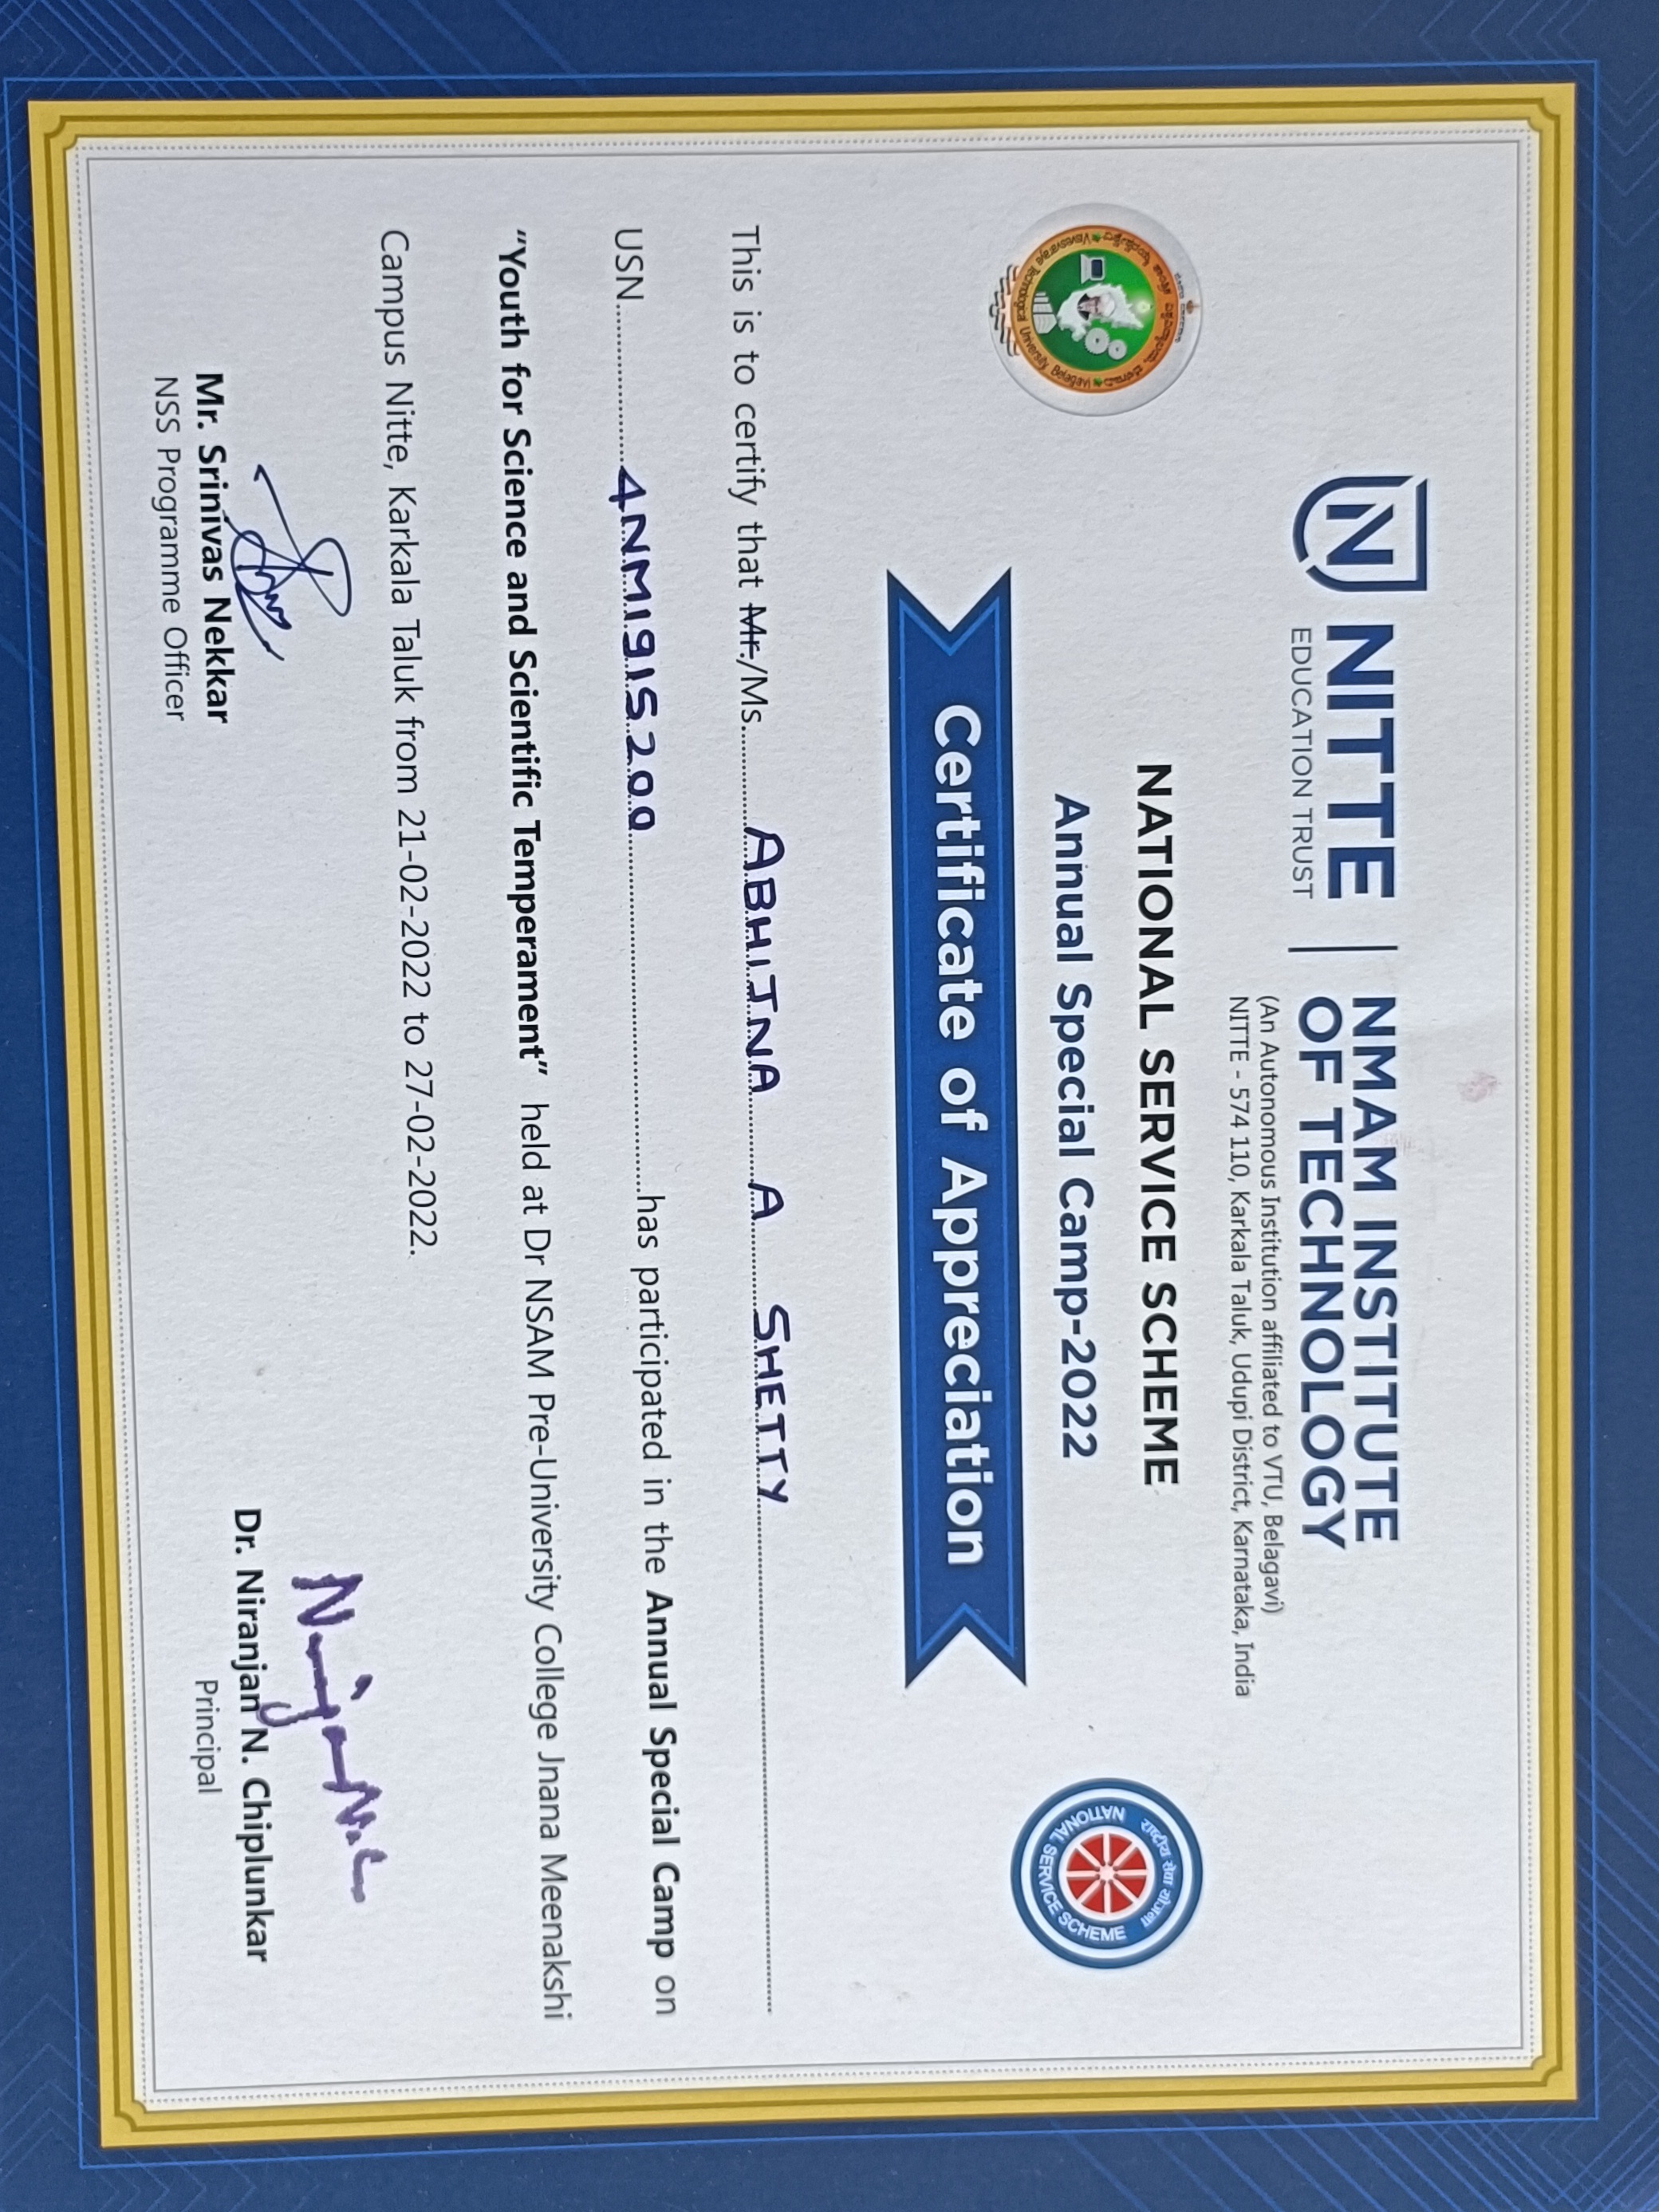 NITTE
EDUCATION TRUST
NMAM INSTITUTE
OF TECHNOLOGY
(An Autonomous Institution affiliated to VTU, Belagavi)
NITTE - 574 110, Karkala Taluk, Udupi District, Karnataka, India
Visvesvaraya Technological University Belagavi
राष्ट्रीय सेवा योजना
NATIONAL SERVICE SCHEME
NATIONAL SERVICE SCHEME
Annual Special Camp-2022
Certificate of Appreciation
This is to certify that Mr./Ms. ABHIJNA A SHETTY
USN 4NM19IS200 has participated in the Annual Special Camp on
“Youth for Science and Scientific Temperament” held at Dr NSAM Pre-University College Jnana Meenakshi
Campus Nitte, Karkala Taluk from 21-02-2022 to 27-02-2022.
Mr. Srinivas Nekkar
NSS Programme Officer
Niranjan N.C
Dr. Niranjan N. Chiplunkar
Principal